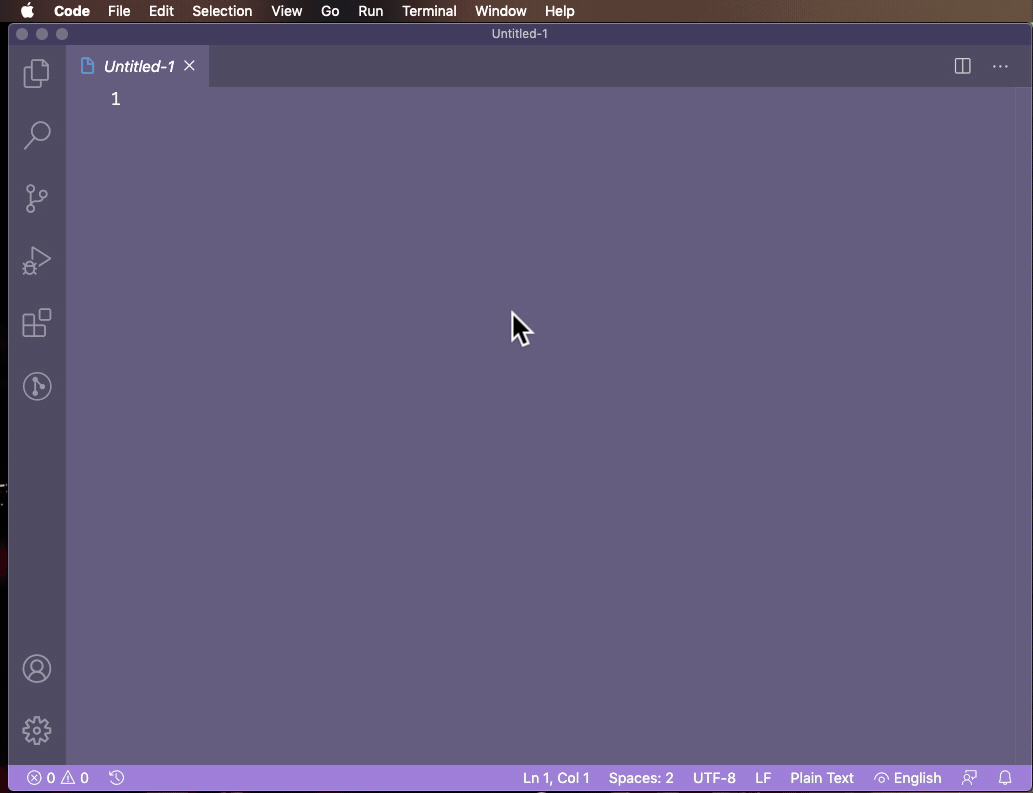 Code File Edit Selection View Go Run Terminal Window Help
Untitled-1
Untitled-1
1
0 0 Ln 1, Col 1 Spaces: 2 UTF-8 LF Plain Text English